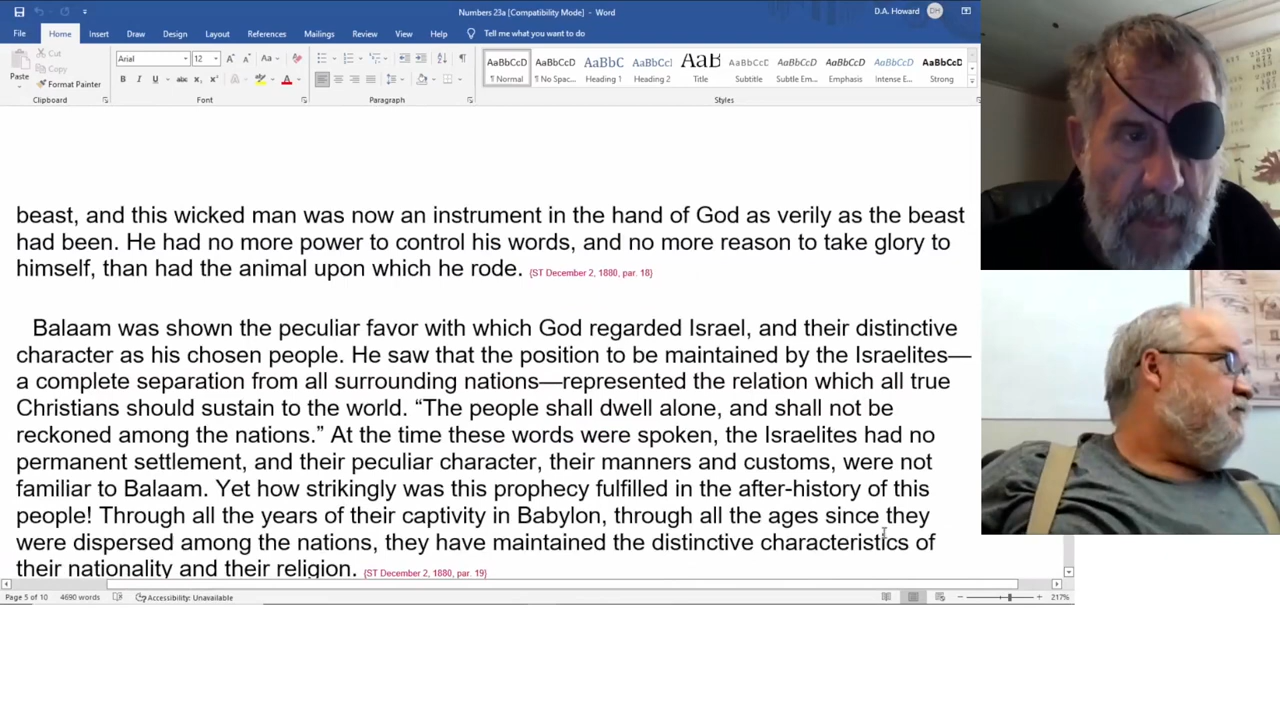 Numbers 23a [Compatibility Mode] - Word
D.A. Howard DH
File Home Insert Draw Design Layout References Mailings Review View Help Tell me what you want to do
Paste
Cut
Copy
Format Painter
Clipboard
Arial 12
Font
Paragraph
AaBbCcD AaBbCcD AaBbC AaBbCcC AaB AaBbCcD AaBbCcD AaBbCcD AaBbCcD AaBbCcD
¶ Normal ¶ No Spac... Heading 1 Heading 2 Title Subtitle Subtle Em... Emphasis Intense E... Strong
Styles
beast, and this wicked man was now an instrument in the hand of God as verily as the beast
had been. He had no more power to control his words, and no more reason to take glory to
himself, than had the animal upon which he rode. {ST December 2, 1880, par. 18}
Balaam was shown the peculiar favor with which God regarded Israel, and their distinctive
character as his chosen people. He saw that the position to be maintained by the Israelites—
a complete separation from all surrounding nations—represented the relation which all true
Christians should sustain to the world. “The people shall dwell alone, and shall not be
reckoned among the nations.” At the time these words were spoken, the Israelites had no
permanent settlement, and their peculiar character, their manners and customs, were not
familiar to Balaam. Yet how strikingly was this prophecy fulfilled in the after-history of this
people! Through all the years of their captivity in Babylon, through all the ages since they
were dispersed among the nations, they have maintained the distinctive characteristics of
their nationality and their religion. {ST December 2, 1880, par. 19}
Page 5 of 10 4690 words Accessibility: Unavailable 217%